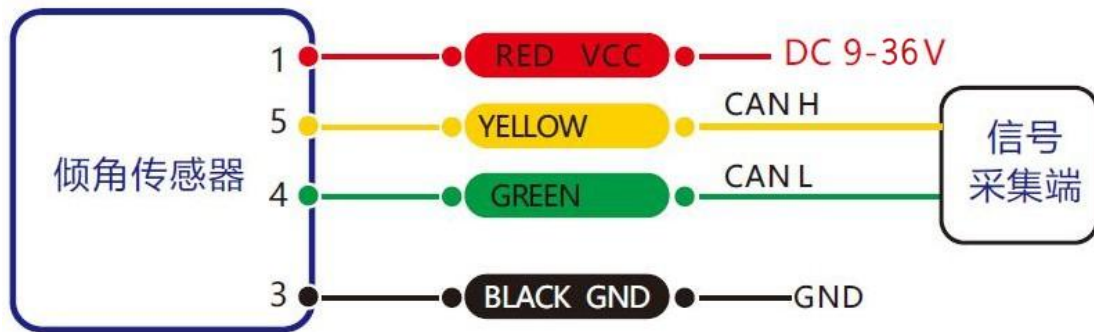 倾角传感器
1 RED VCC DC 9-36V
5 YELLOW CAN H
4 GREEN CAN L
3 BLACK GND GND
信号
采集端